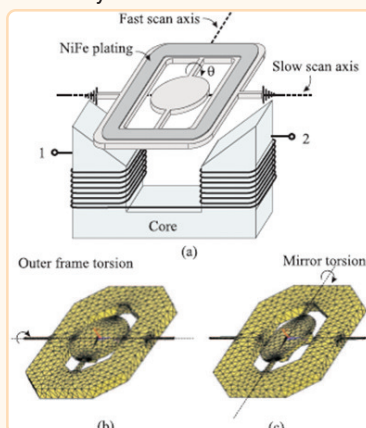 Fast scan axis
NiFe plating
Slow scan axis
θ
1
2
Core
(a)
Outer frame torsion
Mirror torsion
(b)
(c)